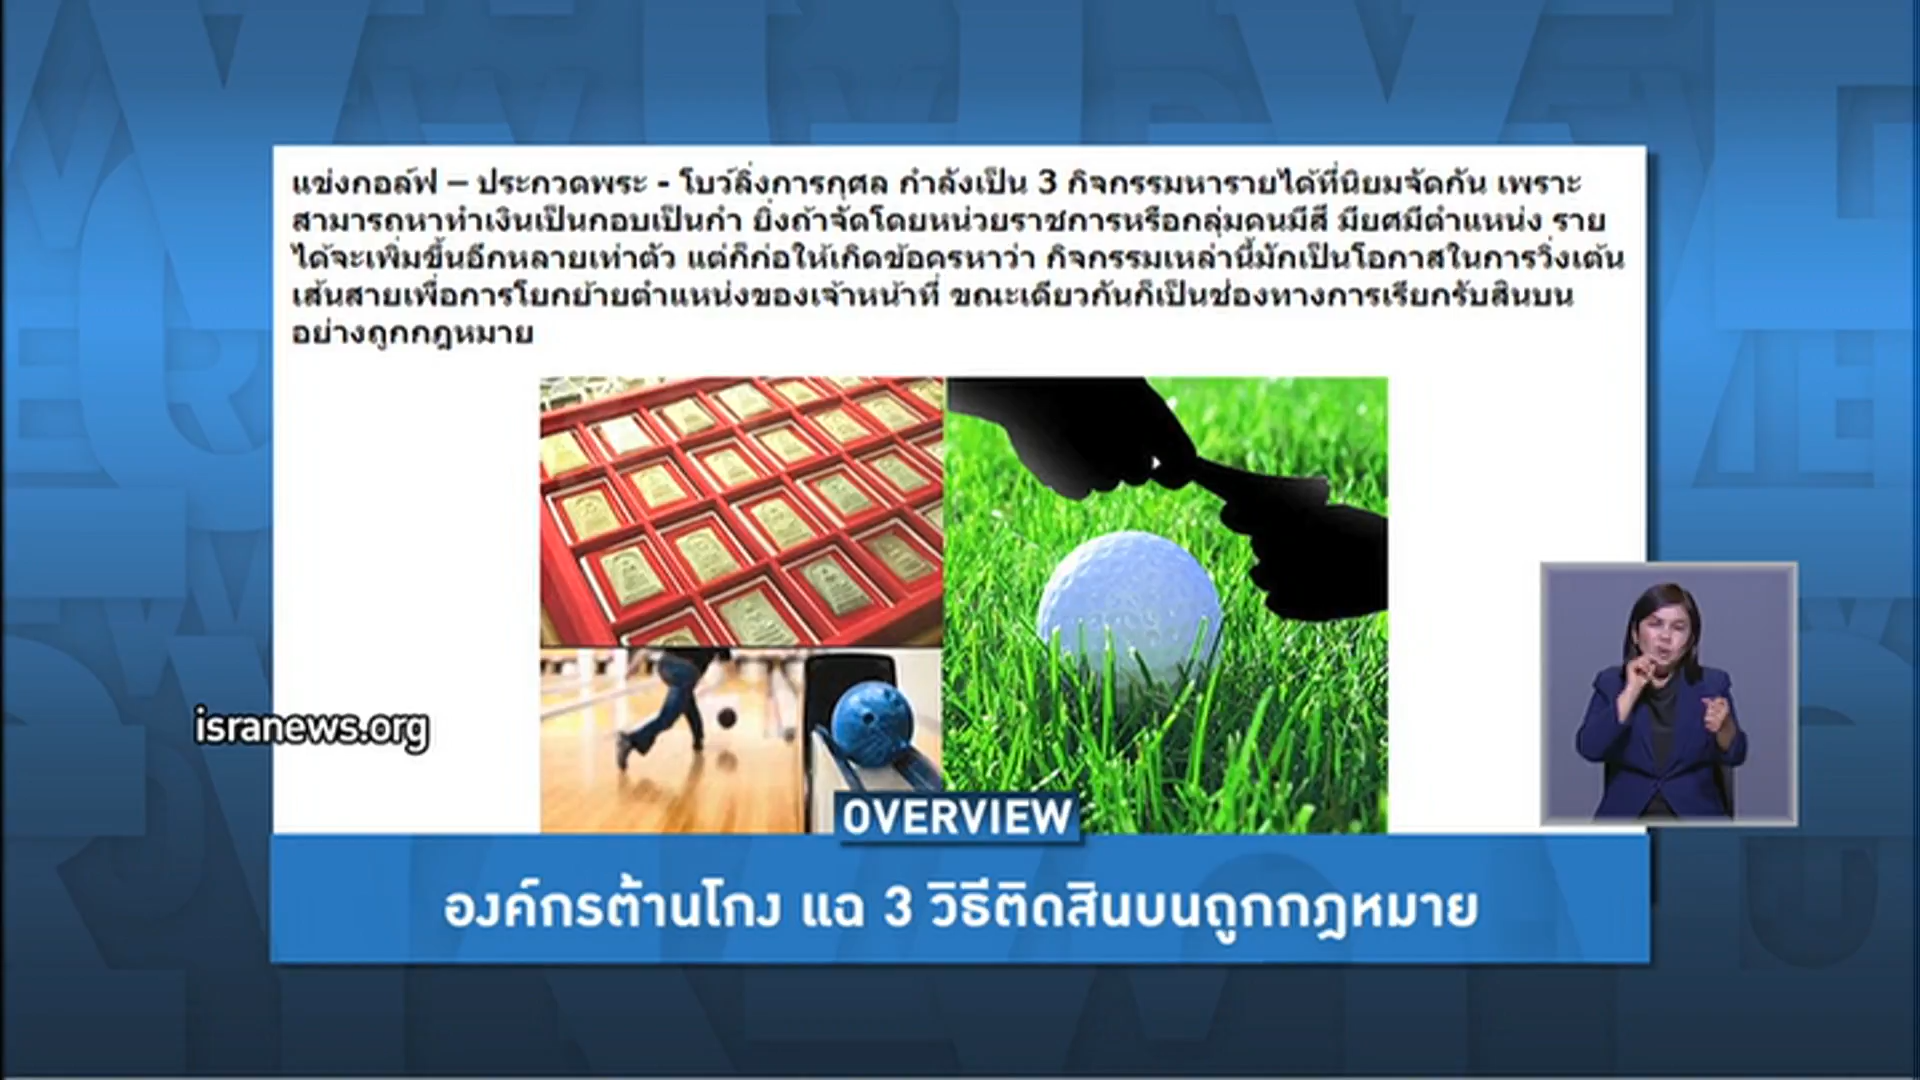 แข่งกอล์ฟ – ประกวดพระ - โบว์ลิ่งการกุศล กำลังเป็น 3 กิจกรรมหารายได้ที่นิยมจัดกัน เพราะ
สามารถหาทำเงินเป็นกอบเป็นกำ ยิ่งถ้าจัดโดยหน่วยราชการหรือกลุ่มคนมีสี มียศมีตำแหน่ง ราย
ได้จะเพิ่มขึ้นอีกหลายเท่าตัว แต่ก็ก่อให้เกิดข้อครหาว่า กิจกรรมเหล่านี้มักเป็นโอกาสในการวิ่งเต้น
เส้นสายเพื่อการโยกย้ายตำแหน่งของเจ้าหน้าที่ ขณะเดียวกันก็เป็นช่องทางการเรียกรับสินบน
อย่างถูกกฎหมาย
isranews.org
OVERVIEW
องค์กรต้านโกง แฉ 3 วิธีติดสินบนถูกกฎหมาย